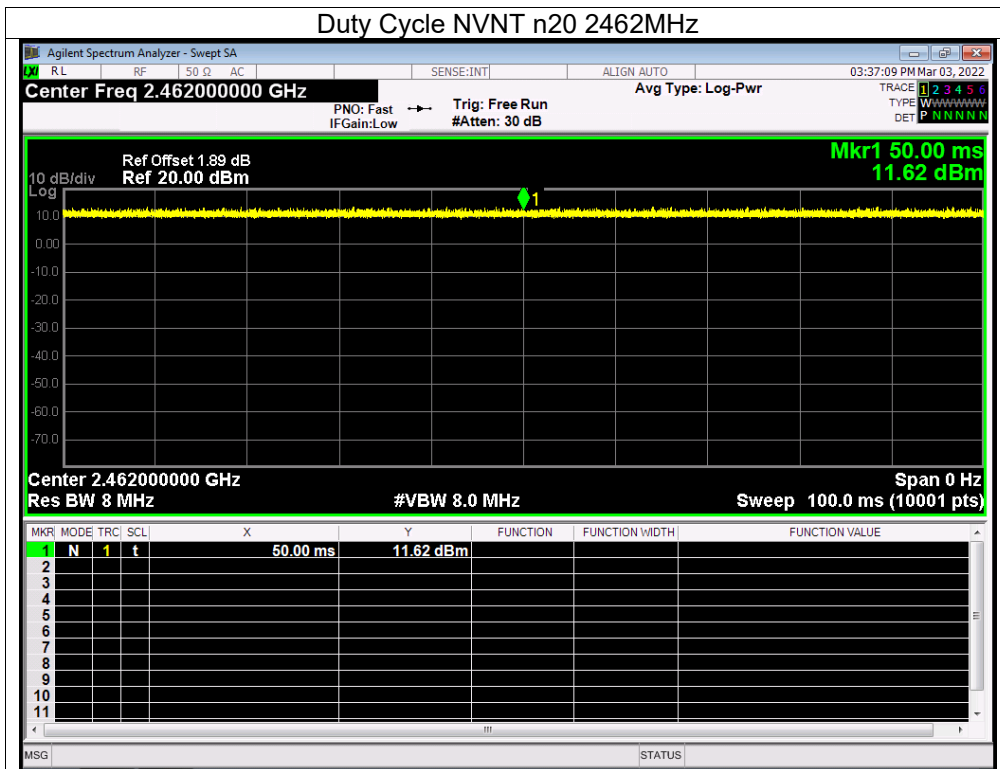 Duty Cycle NVNT n20 2462MHz
Agilent Spectrum Analyzer - Swept SA
LXI RL RF 50 Ω AC SENSE:INT ALIGN AUTO 03:37:09 PM Mar 03, 2022
Center Freq 2.462000000 GHz Avg Type: Log-Pwr TRACE 1 2 3 4 5 6
PNO: Fast Trig: Free Run TYPE WWWWWW
IFGain:Low #Atten: 30 dB DET P N N N N N
Mkr1 50.00 ms
11.62 dBm
Ref Offset 1.89 dB
10 dB/div Ref 20.00 dBm
Log
1
10.0
0.00
-10.0
-20.0
-30.0
-40.0
-50.0
-60.0
-70.0
Center 2.462000000 GHz Span 0 Hz
Res BW 8 MHz #VBW 8.0 MHz Sweep 100.0 ms (10001 pts)
MKR MODE TRC SCL X Y FUNCTION FUNCTION WIDTH FUNCTION VALUE
1 N 1 t 50.00 ms 11.62 dBm
2
3
4
5
6
7
8
9
10
11
MSG STATUS